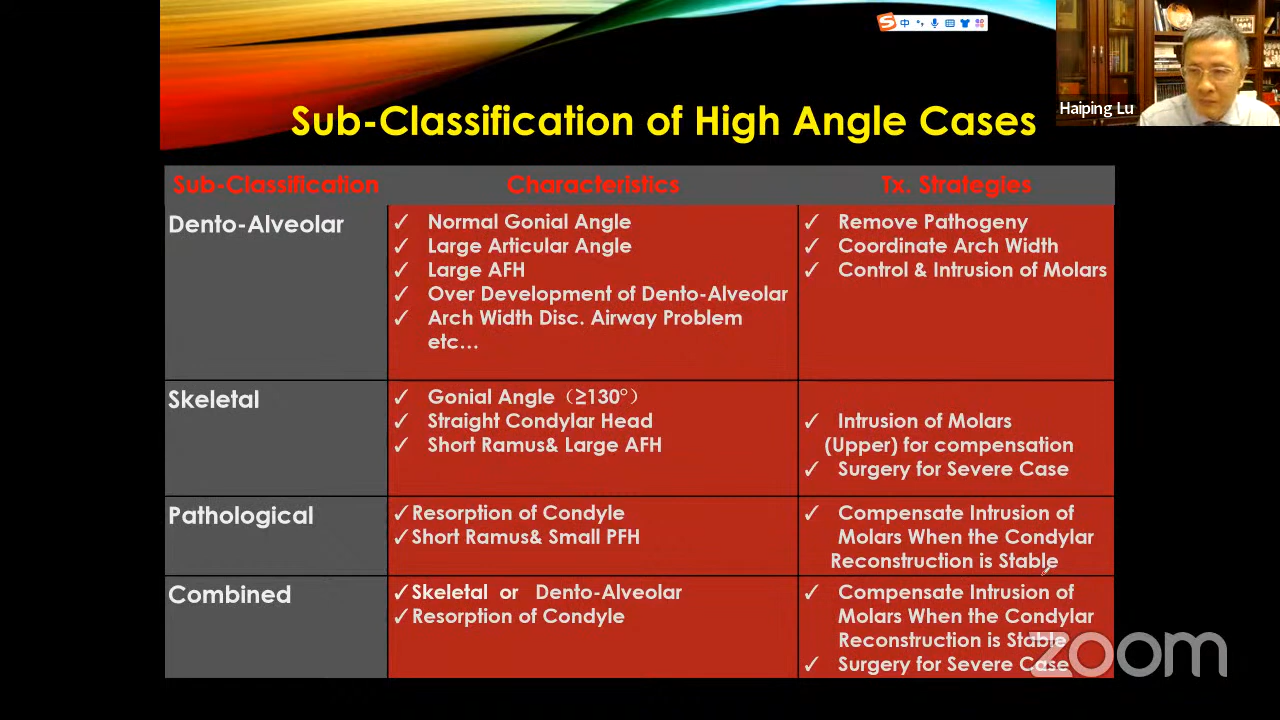 中
Haiping Lu
Sub-Classification of High Angle Cases
Sub-Classification
Characteristics
Tx. Strategies
Dento-Alveolar
✓ Normal Gonial Angle
✓ Large Articular Angle
✓ Large AFH
✓ Over Development of Dento-Alveolar
✓ Arch Width Disc. Airway Problem
etc...
✓ Remove Pathogeny
✓ Coordinate Arch Width
✓ Control & Intrusion of Molars
Skeletal
✓ Gonial Angle（≥130°）
✓ Straight Condylar Head
✓ Short Ramus& Large AFH
✓ Intrusion of Molars
(Upper) for compensation
✓ Surgery for Severe Case
Pathological
✓Resorption of Condyle
✓Short Ramus& Small PFH
✓ Compensate Intrusion of
Molars When the Condylar
Reconstruction is Stable
Combined
✓Skeletal or Dento-Alveolar
✓Resorption of Condyle
✓ Compensate Intrusion of
Molars When the Condylar
Reconstruction is Stable
✓ Surgery for Severe Case
zoom